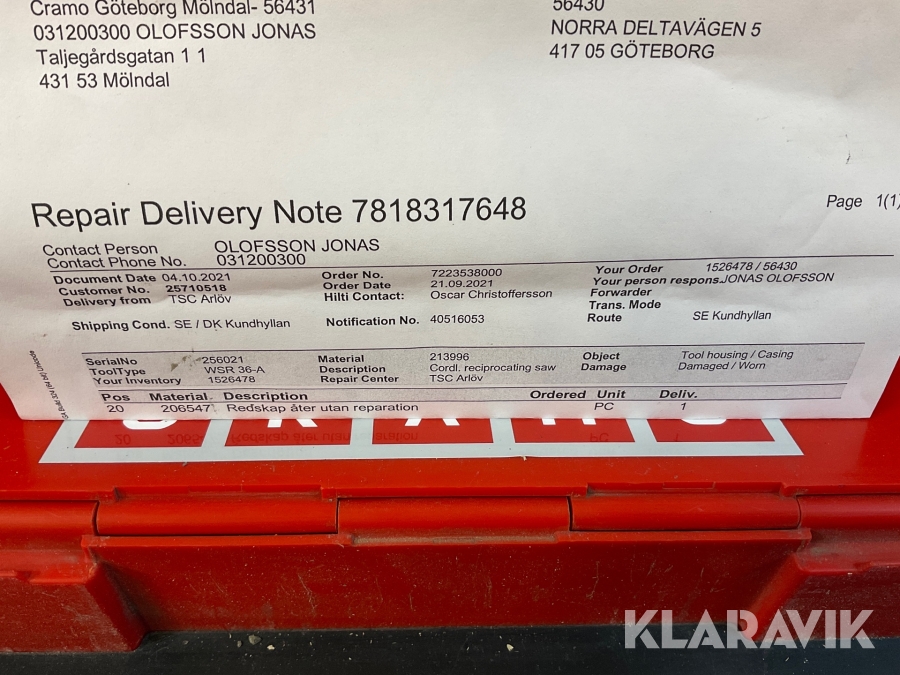 Cramo Göteborg Mölndal- 56431
031200300 OLOFSSON JONAS
Taljegårdsgatan 1 1
431 53 Mölndal
56430
NORRA DELTAVÄGEN 5
417 05 GÖTEBORG
Repair Delivery Note 7818317648
Page 1(1)
Contact Person OLOFSSON JONAS
Contact Phone No. 031200300
Document Date 04.10.2021 Order No. 7223538000 Your Order 1526478 / 56430
Customer No. 25710518 Order Date 21.09.2021 Your person respons. JONAS OLOFSSON
Delivery from TSC Arlöv Hilti Contact: Oscar Christoffersson Forwarder
Trans. Mode
Shipping Cond. SE / DK Kundhyllan Notification No. 40516053 Route SE Kundhyllan
SerialNo 256021 Material 213996 Object Tool housing / Casing
ToolType WSR 36-A Description Cordl. reciprocating saw Damage Damaged / Worn
Your Inventory 1526478 Repair Center TSC Arlöv
Pos Material Description Ordered Unit Deliv.
20 206547 Redskap åter utan reparation PC 1
KLARAVIK